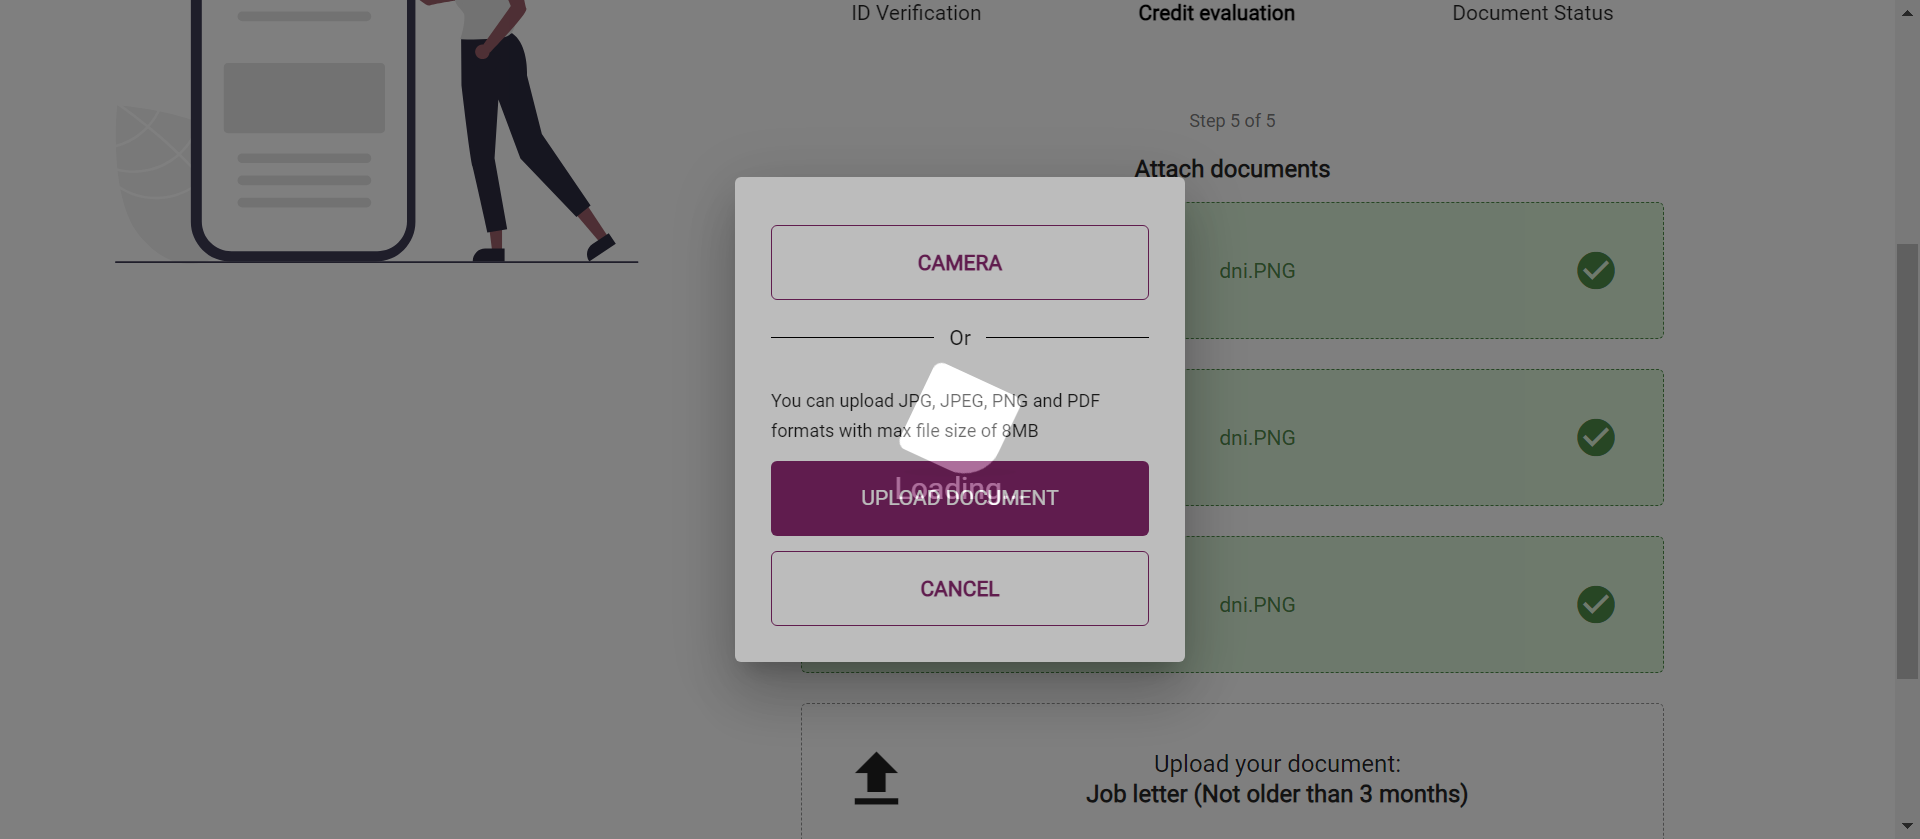 ID Verification
Credit evaluation
Document Status
Step 5 of 5
Attach documents
dni.PNG
dni.PNG
dni.PNG
CAMERA
Or
You can upload JPG, JPEG, PNG and PDF
formats with max file size of 8MB
Loading...
UPLOAD DOCUMENT
CANCEL
Upload your document:
Job letter (Not older than 3 months)